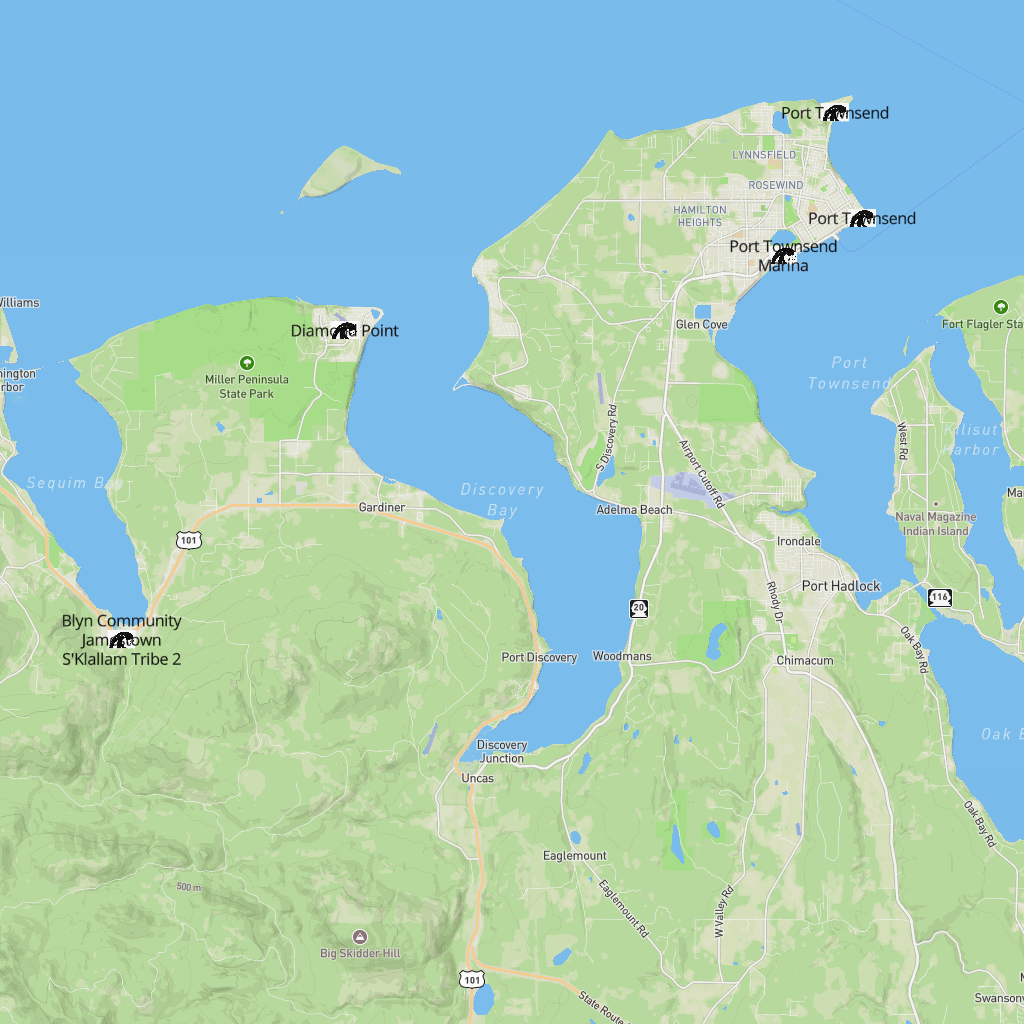 Port Townsend
LYNNSFIELD
ROSEWIND
HAMILTON
HEIGHTS
Port Townsend
Port Townsend
Marina
Williams
Fort Flagler Sta
Glen Cove
Diamond Point
Port
Townsend
Miller Peninsula
State Park
S Discovery Rd
West Rd
Kilisut
Harbor
Airport Cutoff Rd
Sequim Bay
Discovery
Bay
Gardiner
Adelma Beach
Naval Magazine
Indian Island
101
Irondale
Port Hadlock
Rhody Dr
116
20
Blyn Community
Jamestown
S'Klallam Tribe 2
Oak Bay Rd
Port Discovery
Woodmans
Chimacum
Discovery
Junction
Oak B
Uncas
Oak Bay Rd
Eaglemount
500 m
Eaglemount Rd
W Valley Rd
Big Skidder Hill
101
State Route
Swansonv